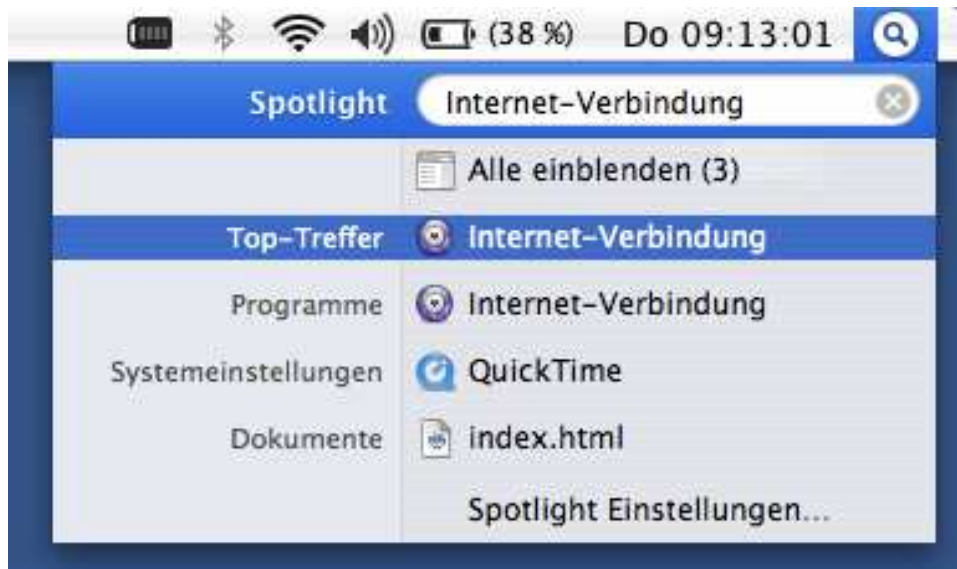 (38 %) Do 09:13:01
Spotlight Internet-Verbindung
Alle einblenden (3)
Top-Treffer Internet-Verbindung
Programme Internet-Verbindung
Systemeinstellungen QuickTime
Dokumente index.html
Spotlight Einstellungen...